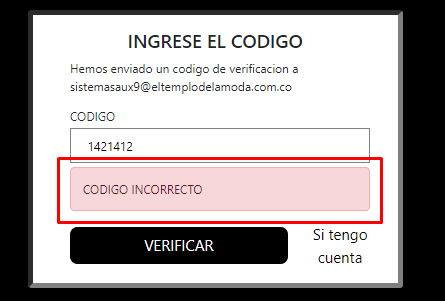 INGRESE EL CODIGO
Hemos enviado un codigo de verificacion a
sistemasaux9@eltemplodelamoda.com.co
CODIGO
1421412
CODIGO INCORRECTO
VERIFICAR
Si tengo
cuenta